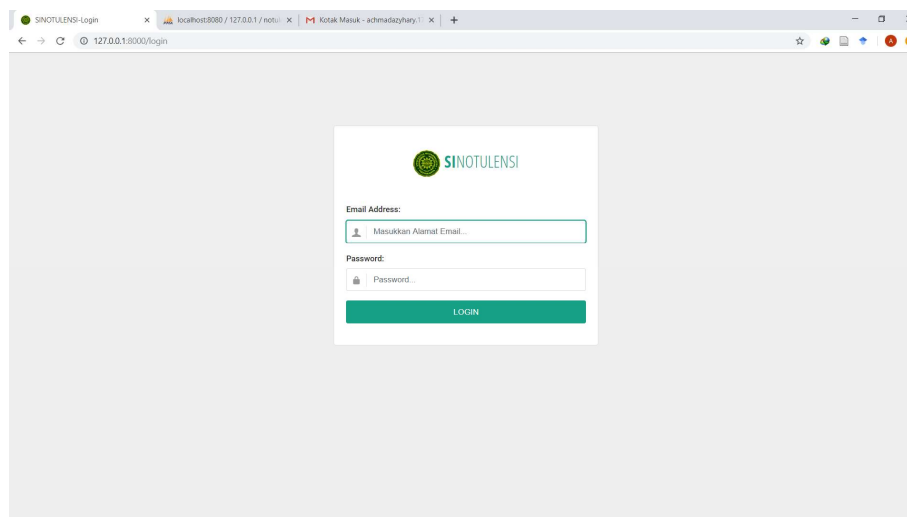 SINOTULENSI-Login
localhost:8080 / 127.0.0.1 / notul
Kotak Masuk - achmadazyhary.1
127.0.0.1:8000/login
A
SINOTULENSI
Email Address:
Masukkan Alamat Email...
Password:
Password...
LOGIN